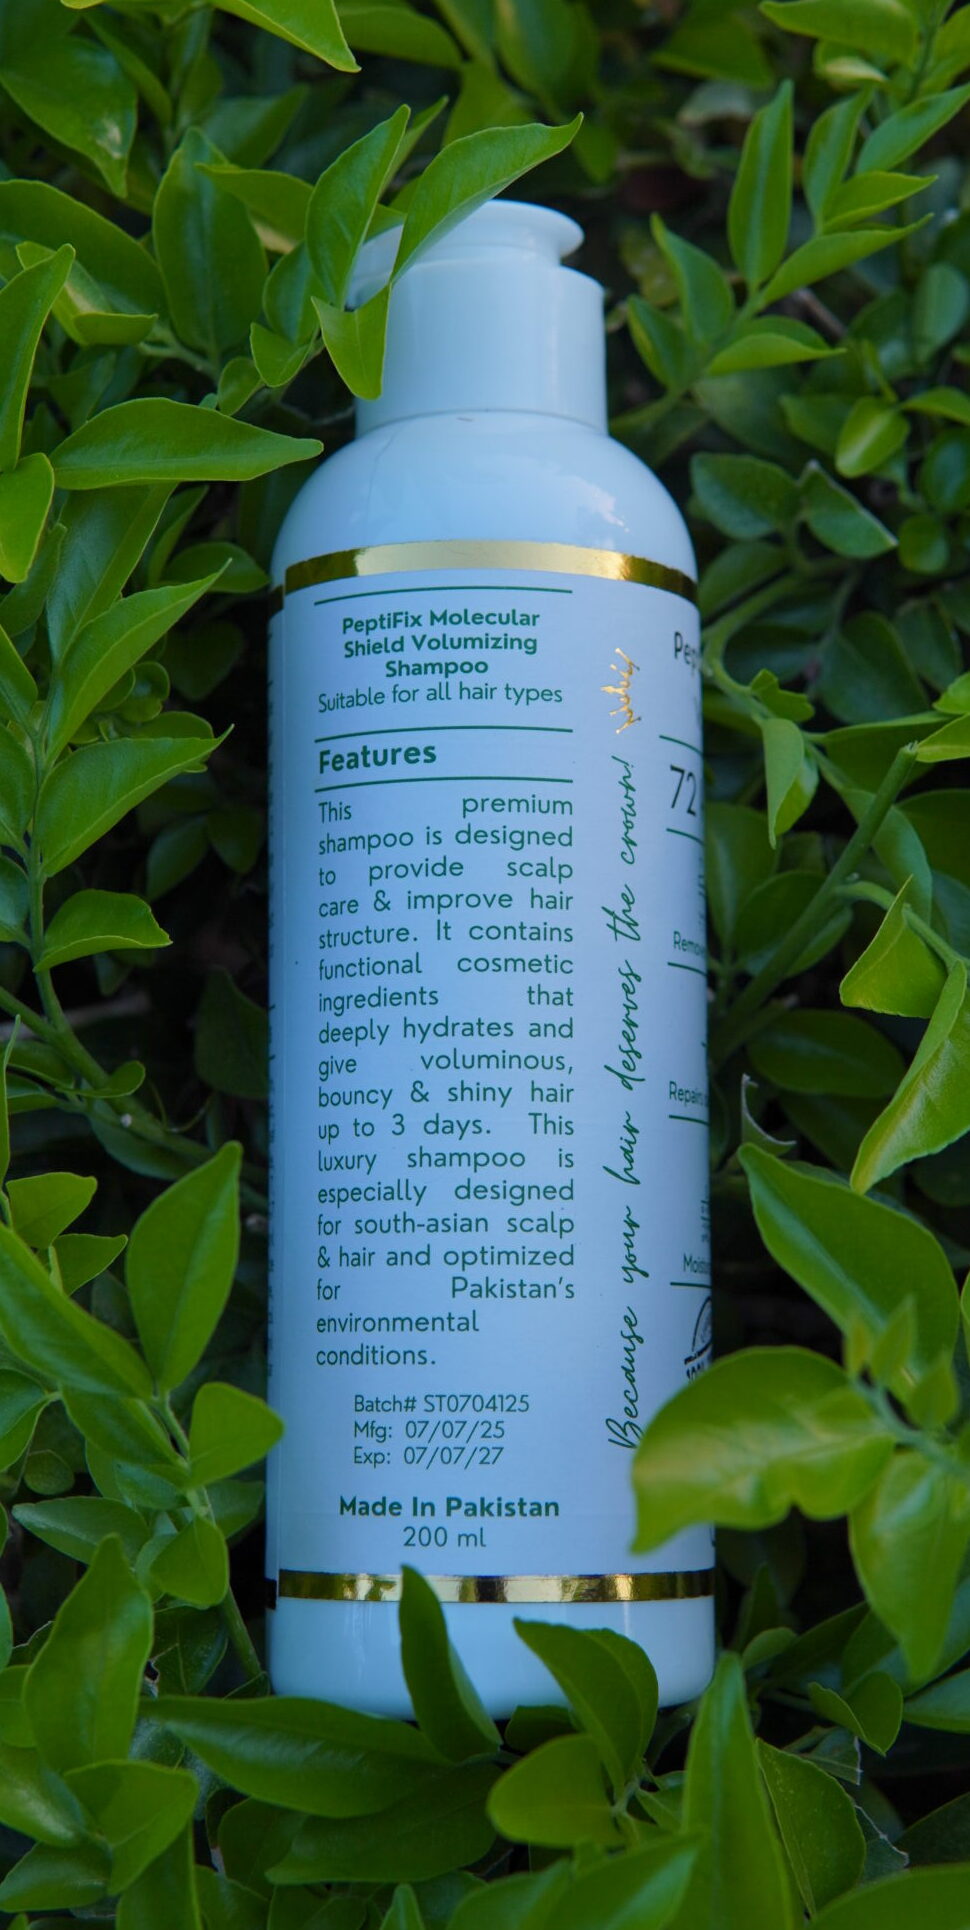 PeptiFix Molecular
Shield Volumizing
Shampoo
Suitable for all hair types
Features
This premium
shampoo is designed
to provide scalp
care & improve hair
structure. It contains
functional cosmetic
ingredients that
deeply hydrates and
give voluminous,
bouncy & shiny hair
up to 3 days. This
luxury shampoo is
especially designed
for south-asian scalp
& hair and optimized
for Pakistan's
environmental
conditions.
Batch# ST0704125
Mfg: 07/07/25
Exp: 07/07/27
Made In Pakistan
200 ml
Because your hair deserves the crown!
72